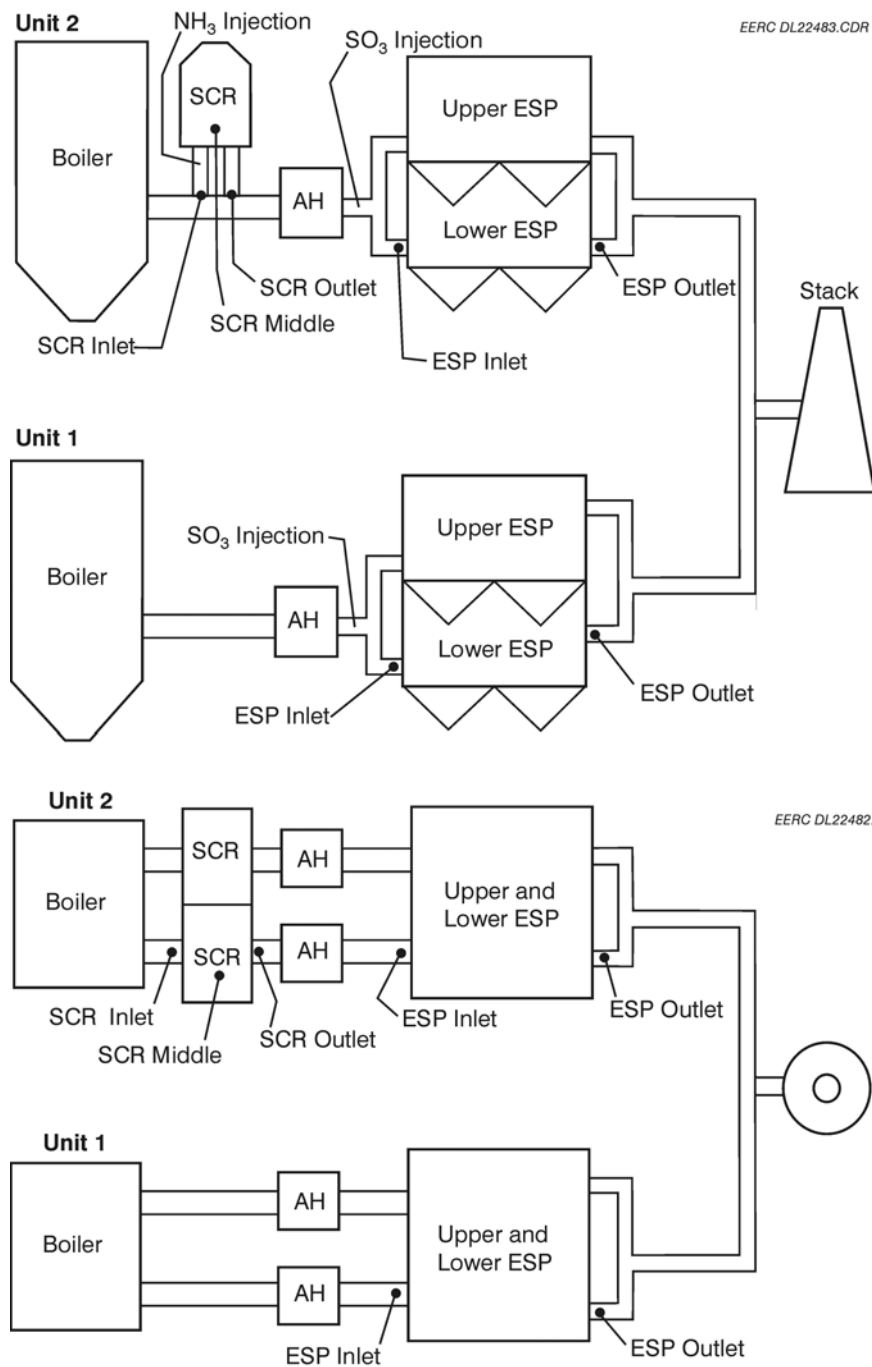 Unit 2
NH₃ Injection
SO₃ Injection
EERC DL22483.CDR
SCR
Upper ESP
Boiler
AH
Lower ESP
SCR Outlet
ESP Outlet
SCR Middle
Stack
SCR Inlet
ESP Inlet
Unit 1
SO₃ Injection
Upper ESP
Boiler
AH
Lower ESP
ESP Outlet
ESP Inlet
Unit 2
EERC DL22482.
SCR
AH
Upper and
Lower ESP
Boiler
SCR
AH
SCR Inlet
SCR Middle
SCR Outlet
ESP Inlet
ESP Outlet
Unit 1
AH
Upper and
Lower ESP
Boiler
AH
ESP Inlet
ESP Outlet